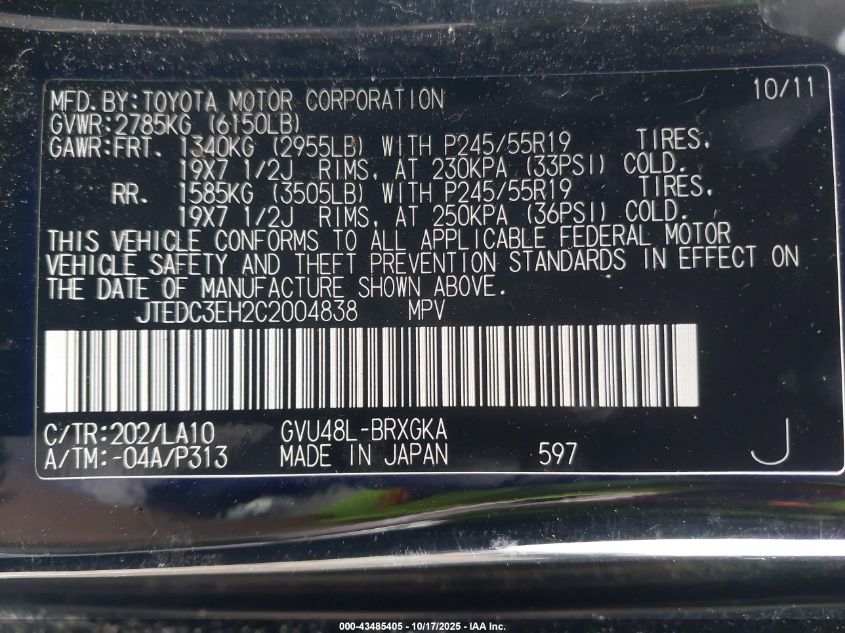 10/11
MFD.BY:TOYOTA MOTOR CORPORATION
GVWR:2785KG (6150LB)
GAWR:FRT. 1340KG (2955LB) WITH P245/55R19 TIRES,
19X7 1/2J RIMS, AT 230KPA (33PSI) COLD.
RR. 1585KG (3505LB) WITH P245/55R19 TIRES,
19X7 1/2J RIMS, AT 250KPA (36PSI) COLD.
THIS VEHICLE CONFORMS TO ALL APPLICABLE FEDERAL MOTOR
VEHICLE SAFETY AND THEFT PREVENTION STANDARDS IN EFFECT ON
THE DATE OF MANUFACTURE SHOWN ABOVE.
JTEDC3EH2C2004838 MPV
C/TR:202/LA10 GVU48L-BRXGKA
A/TM:-04A/P313 MADE IN JAPAN 597 J
000-43485405 - 10/17/2025 - IAA Inc.